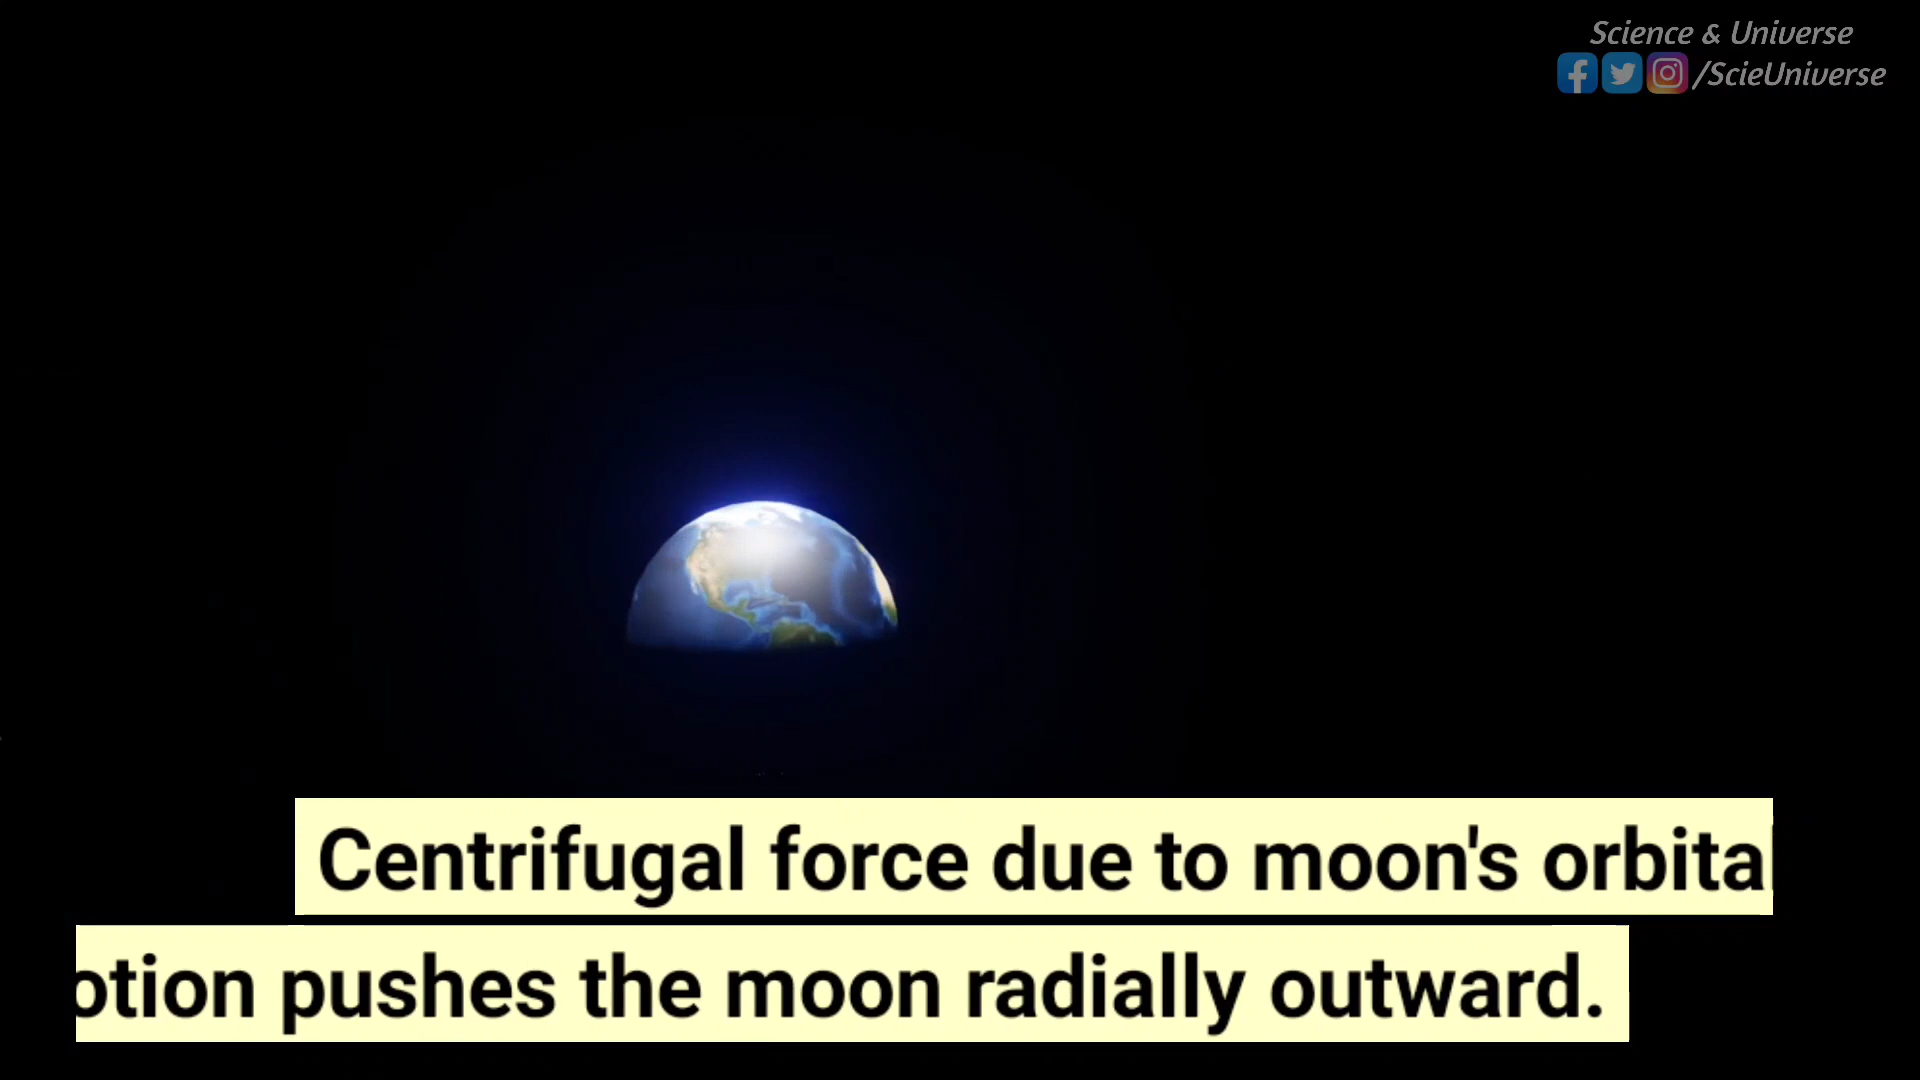 Science & Universe
/ScieUniverse
Centrifugal force due to moon's orbital
otion pushes the moon radially outward.